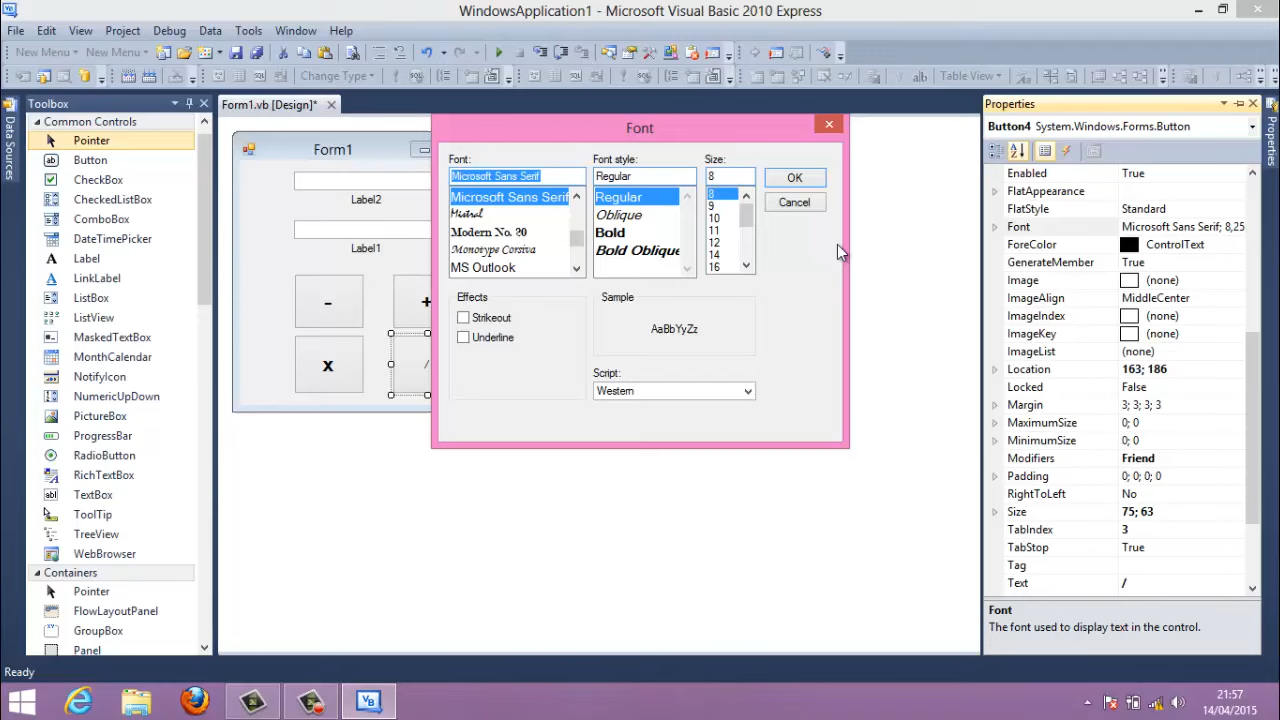 WindowsApplication1 - Microsoft Visual Basic 2010 Express
File Edit View Project Debug Data Tools Window Help
New Menu New Menu
Change Type Table View
Toolbox
Form1.vb [Design]*
Data Sources
Common Controls
Pointer
Button
CheckBox
CheckedListBox
ComboBox
DateTimePicker
Label
LinkLabel
ListBox
ListView
MaskedTextBox
MonthCalendar
NotifyIcon
NumericUpDown
PictureBox
ProgressBar
RadioButton
RichTextBox
TextBox
ToolTip
TreeView
WebBrowser
Containers
Pointer
FlowLayoutPanel
GroupBox
Panel
Form1
Label2
Label1
- +
x /
Font
Font: Font style: Size:
Microsoft Sans Serif Regular 8
Microsoft Sans Serif Regular 8
Mistral Oblique 9
Modern No. 20 Bold 10
Monotype Corsiva Bold Oblique 11
MS Outlook 12
14
16
OK
Cancel
Effects
Strikeout
Underline
Sample
AaBbYyZz
Script:
Western
Properties
Button4 System.Windows.Forms.Button
Enabled True
FlatAppearance
FlatStyle Standard
Font Microsoft Sans Serif; 8,25
ForeColor ControlText
GenerateMember True
Image (none)
ImageAlign MiddleCenter
ImageIndex (none)
ImageKey (none)
ImageList (none)
Location 163; 186
Locked False
Margin 3; 3; 3; 3
MaximumSize 0; 0
MinimumSize 0; 0
Modifiers Friend
Padding 0; 0; 0; 0
RightToLeft No
Size 75; 63
TabIndex 3
TabStop True
Tag
Text /
Font
The font used to display text in the control.
Properties
Ready
21:57
14/04/2015